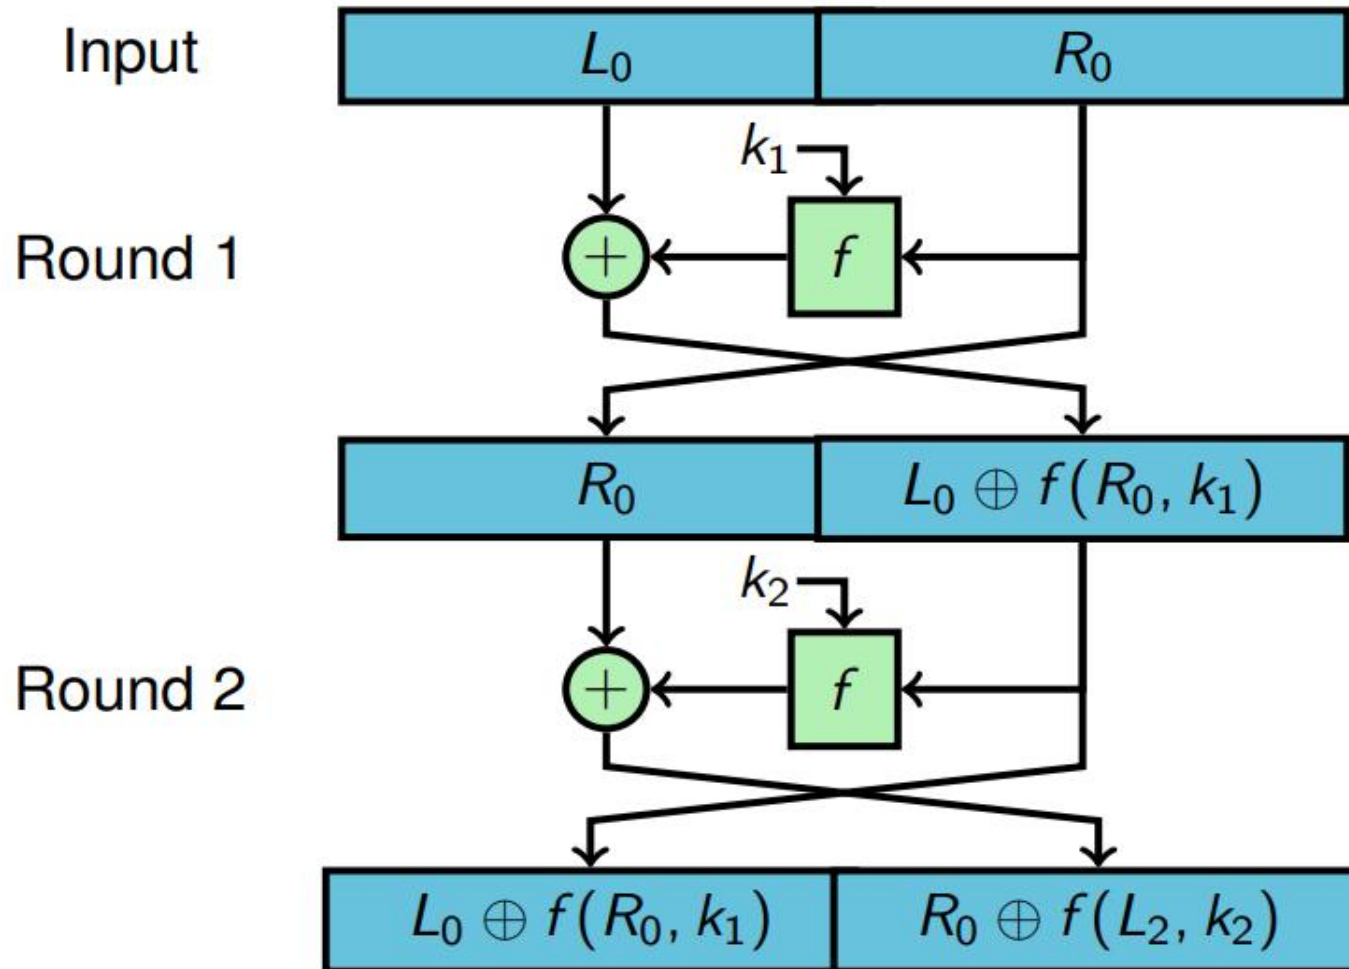 Input
L₀ R₀
k₁
Round 1 + f
R₀ L₀ ⊕ f(R₀, k₁)
k₂
Round 2 + f
L₀ ⊕ f(R₀, k₁) R₀ ⊕ f(L₂, k₂)